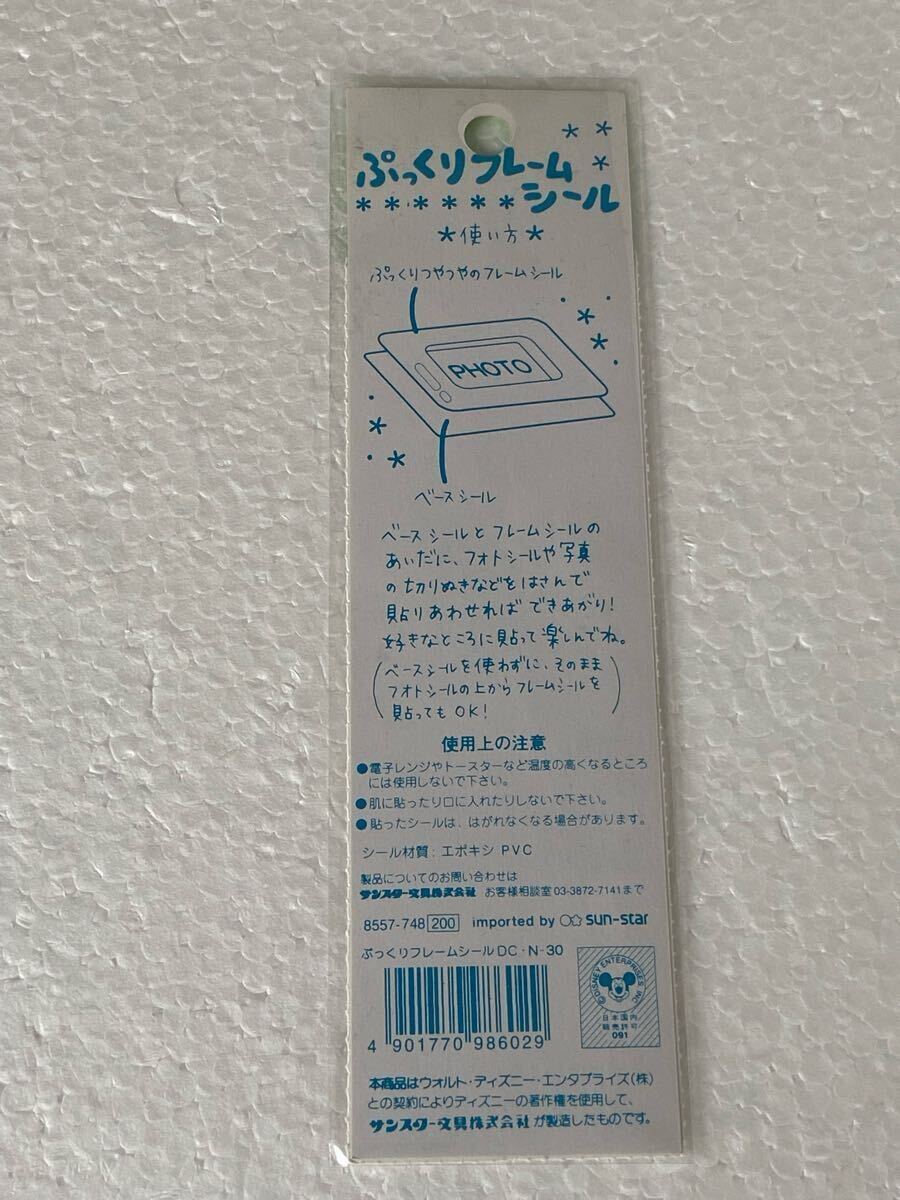 ぷっくりフレーム
******シール
★使い方★
ぷっくりつやつやのフレームシール
PHOTO
ベースシール
ベースシールとフレームシールの
あいだに、フォトシールや写真
の切りぬきなどをはさんで
貼りあわせればできあがり！
好きなところに貼って楽しんでね。
(ベースシールを使わずに、そのまま
フォトシールの上からフレームシールを
貼ってもOK！)
使用上の注意
●電子レンジやトースターなど温度の高くなるところ
には使用しないで下さい。
●肌に貼ったり口に入れたりしないで下さい。
●貼ったシールは、はがれなくなる場合があります。
シール材質：エポキシ PVC
製品についてのお問い合わせは
サンスター文具株式会社 お客様相談室03-3872-7141まで
8557-748 200 imported by sun-star
ぷっくりフレームシールDC・N-30
4 901770 986029
©DISNEY ENTERPRISES INC
日本国内
販売許可
091
本商品はウォルト・ディズニー・エンタプライズ(株)
との契約によりディズニーの著作権を使用して、
サンスター文具株式会社が製造したものです。